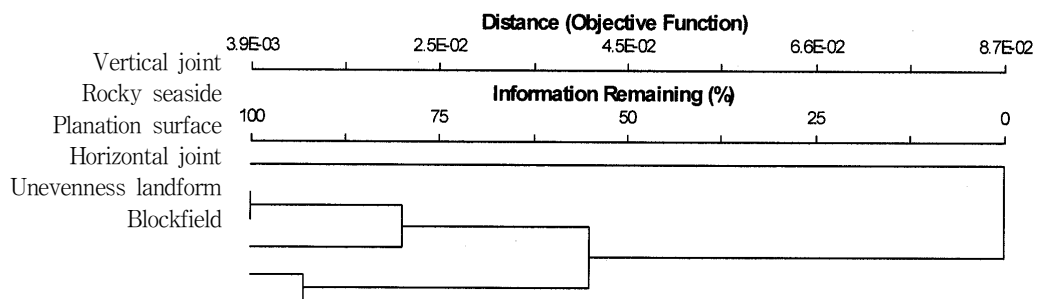 Distance (Objective Function)
3.9E-03 2.5E-02 4.5E-02 6.6E-02 8.7E-02
Vertical joint
Rocky seaside
Information Remaining (%)
100 75 50 25 0
Planation surface
Horizontal joint
Unevenness landform
Blockfield